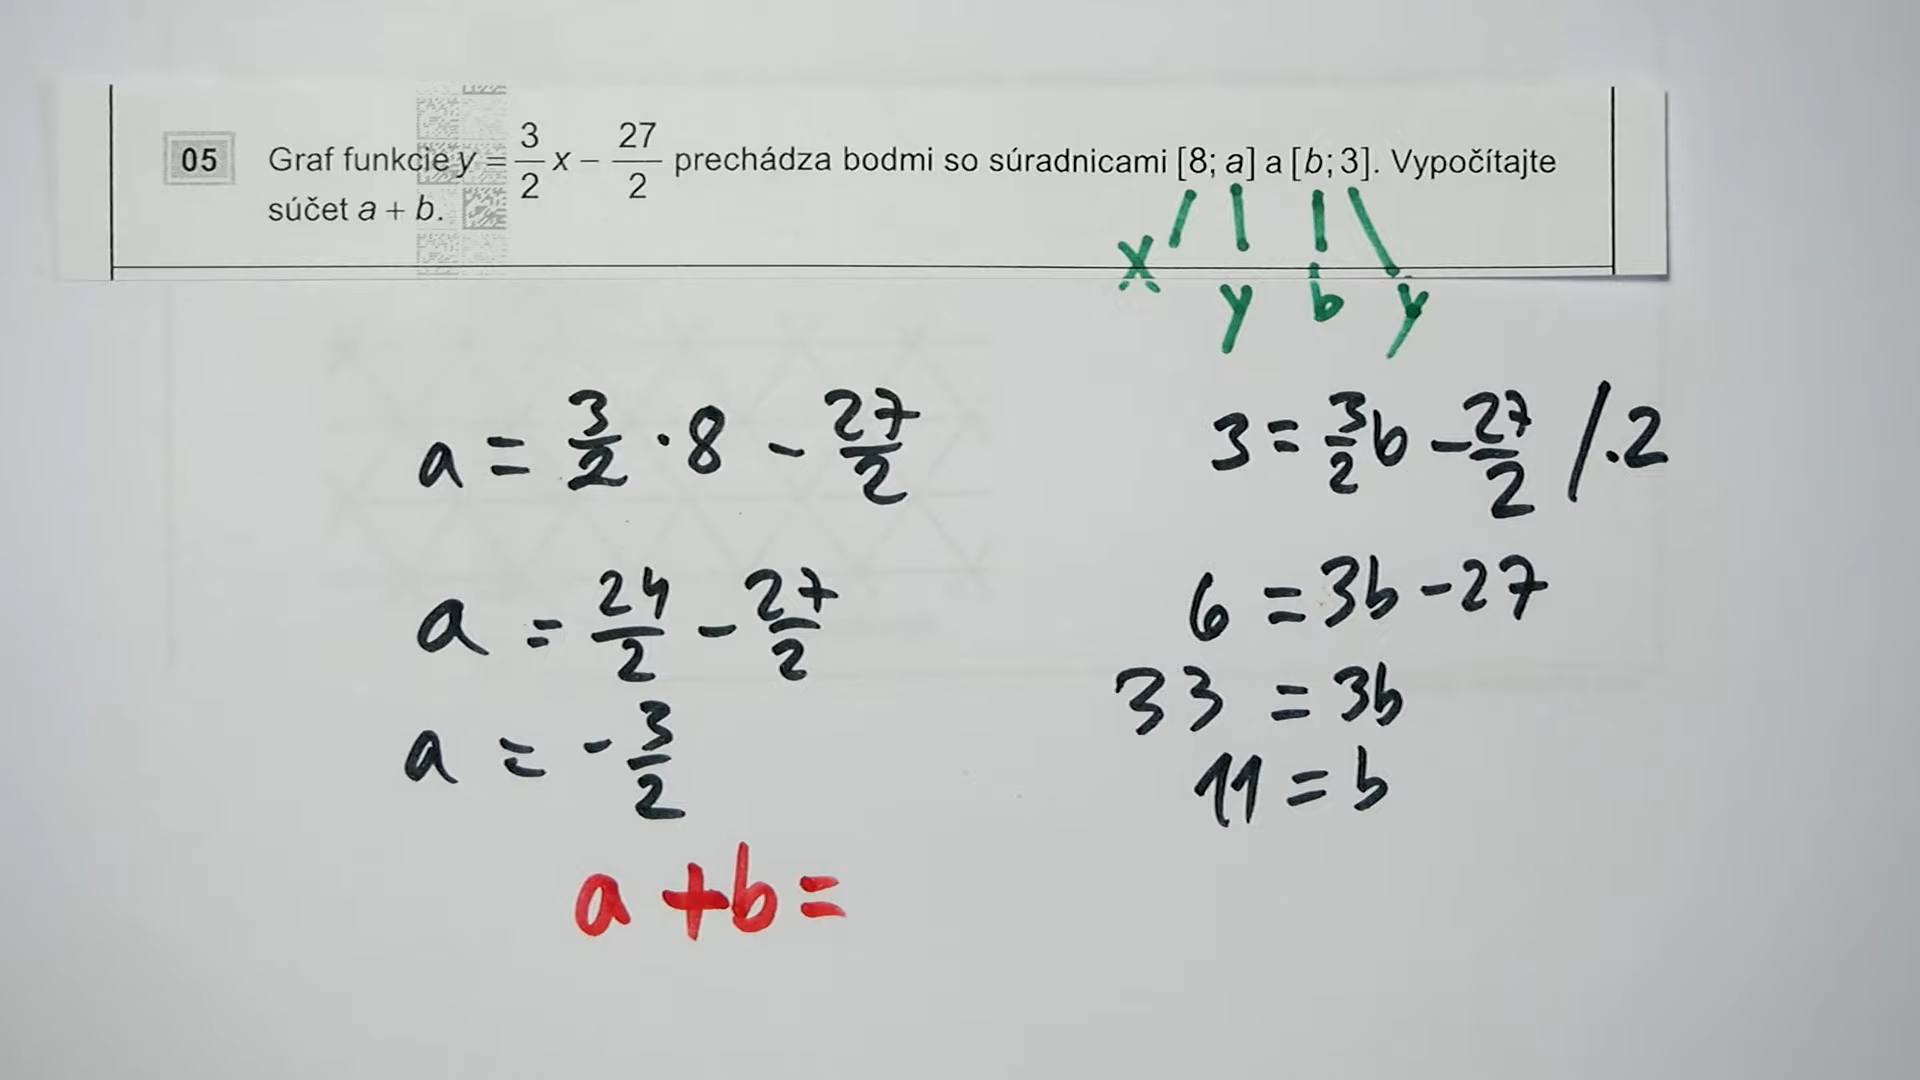 05 Graf funkcie y = 3/2 x − 27/2 prechádza bodmi so súradnicami [8; a] a [b; 3]. Vypočítajte
súčet a + b.
x y b y
a = 3/2 · 8 - 27/2
3 = 3/2 b - 27/2 /.2
a = 24/2 - 27/2
6 = 3b - 27
33 = 3b
a = - 3/2
11 = b
a + b =